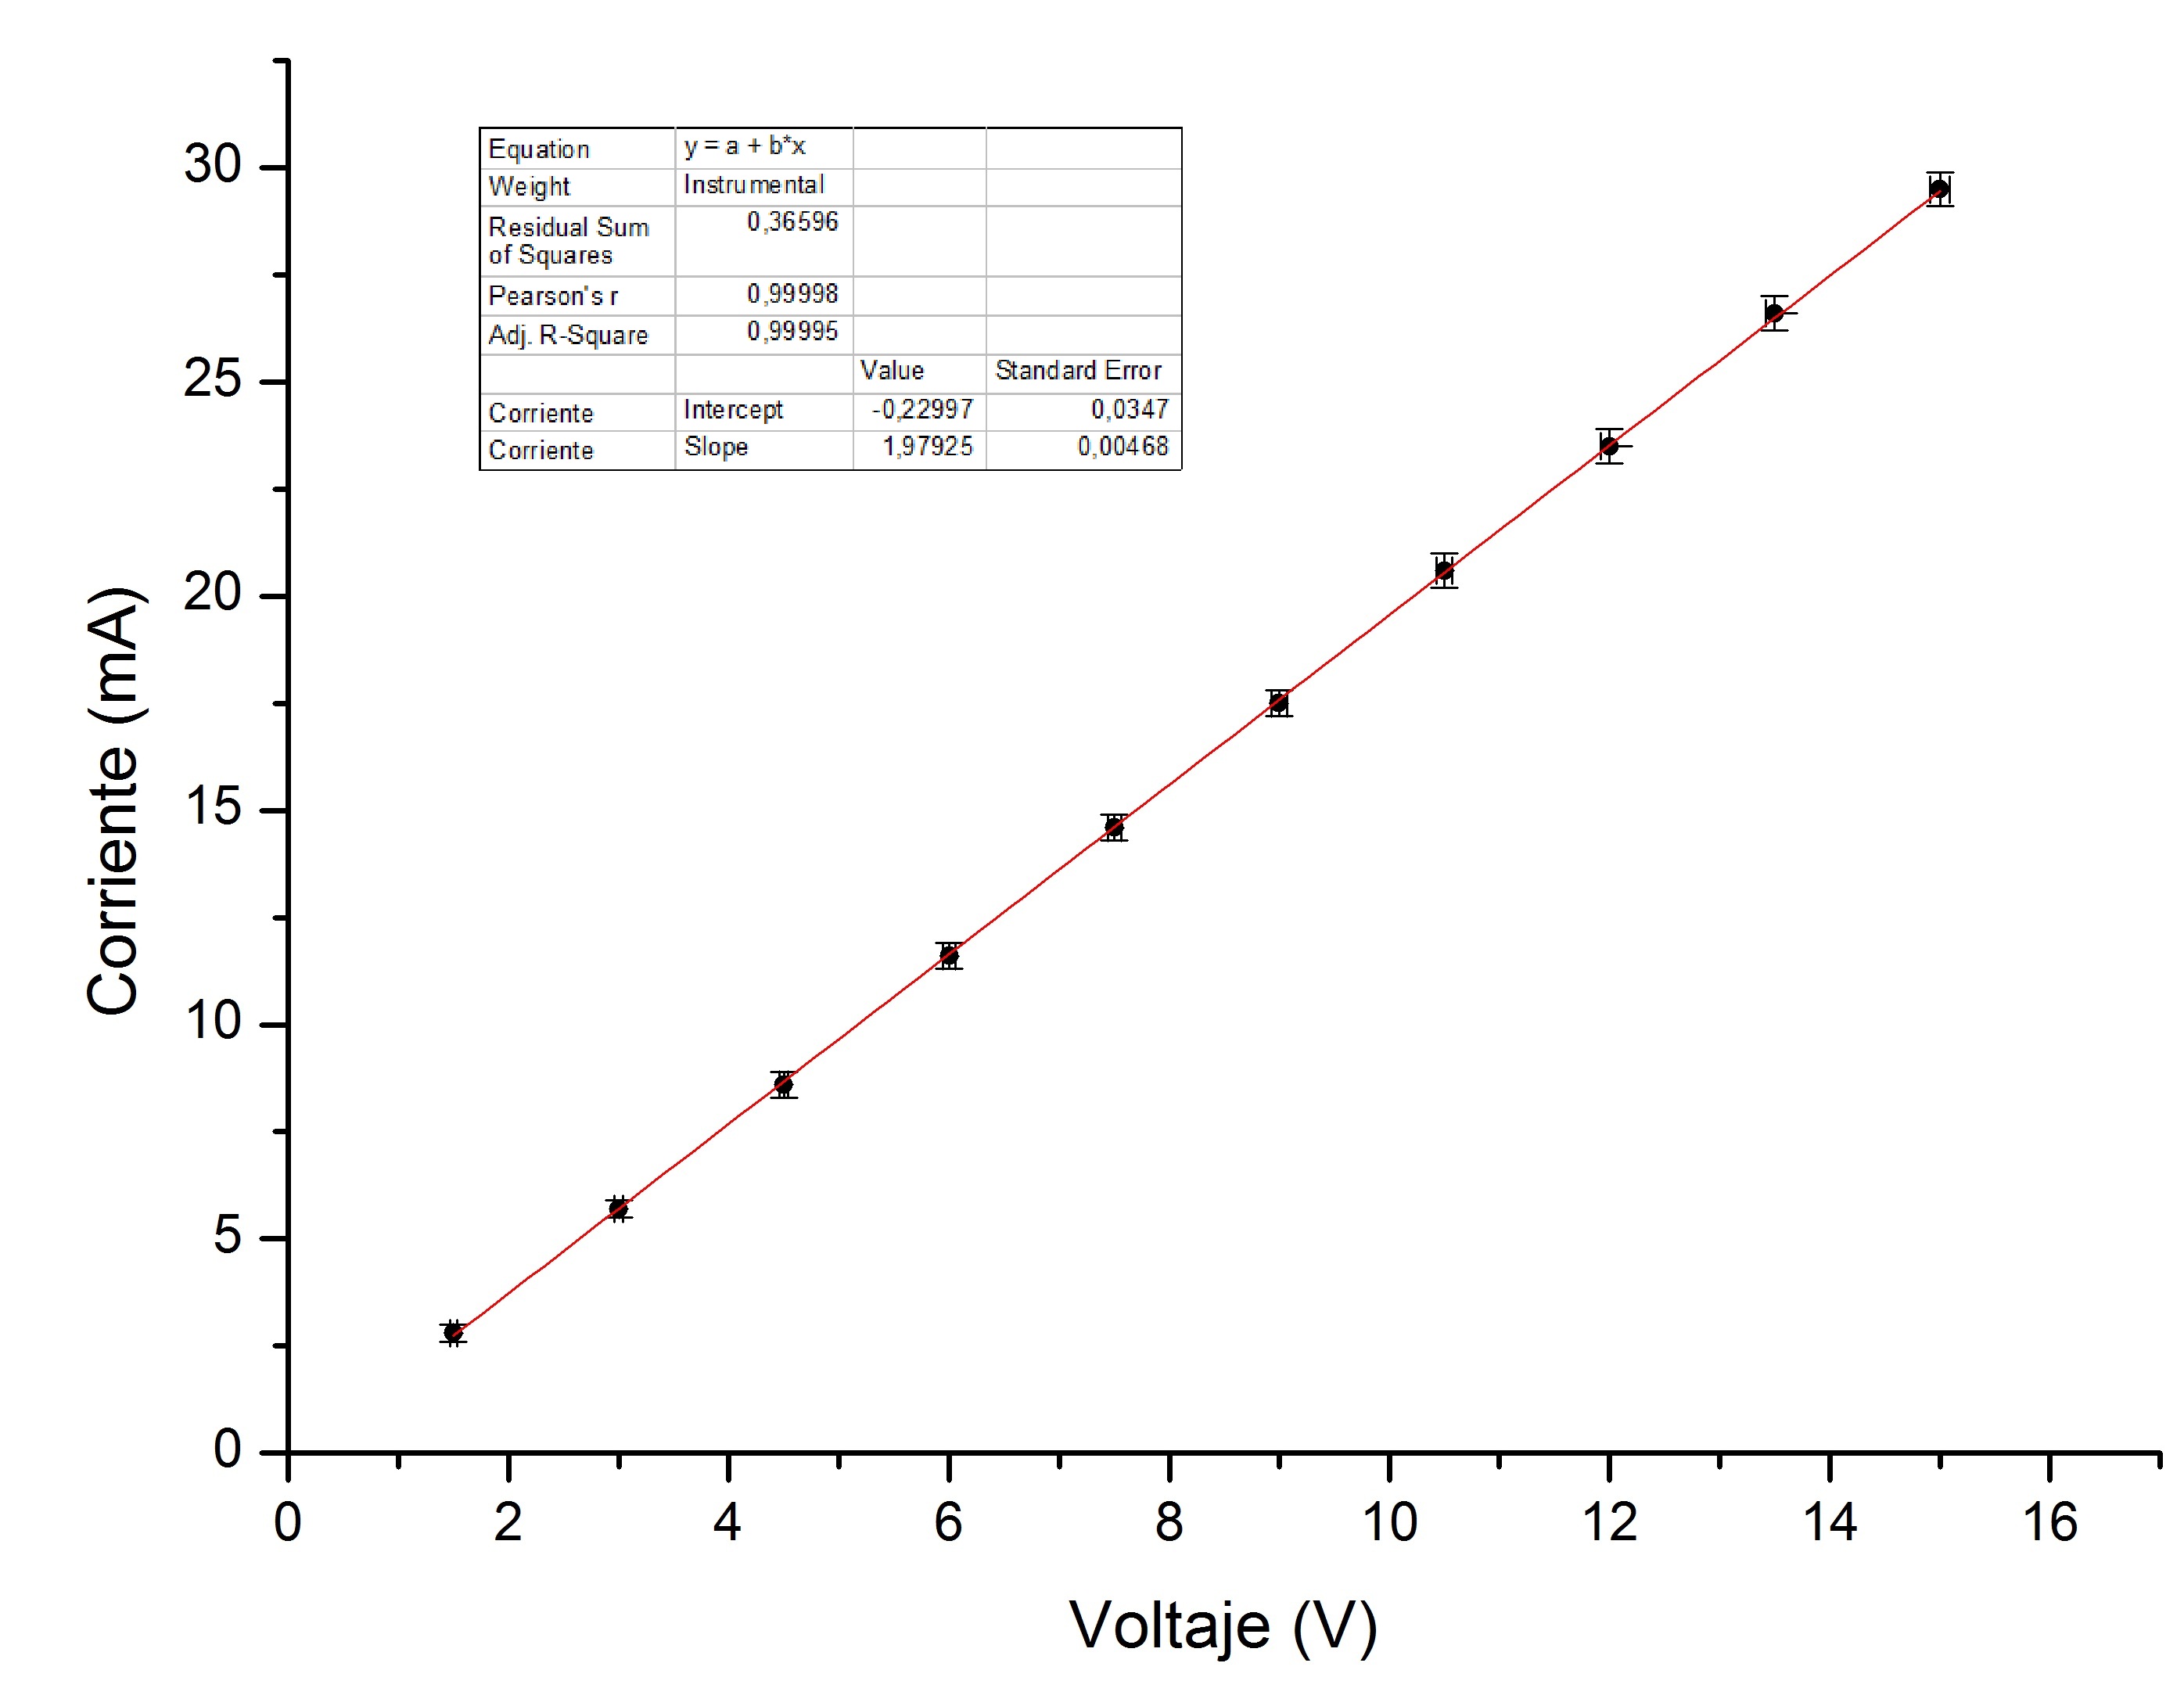 Equation y = a + b*x
Weight Instrumental
Residual Sum of Squares 0,36596
Pearson's r 0,99998
Adj. R-Square 0,99995
Value Standard Error
Corriente Intercept -0,22997 0,0347
Corriente Slope 1,97925 0,00468
30
25
20
15
10
5
0
Corriente (mA)
0 2 4 6 8 10 12 14 16
Voltaje (V)